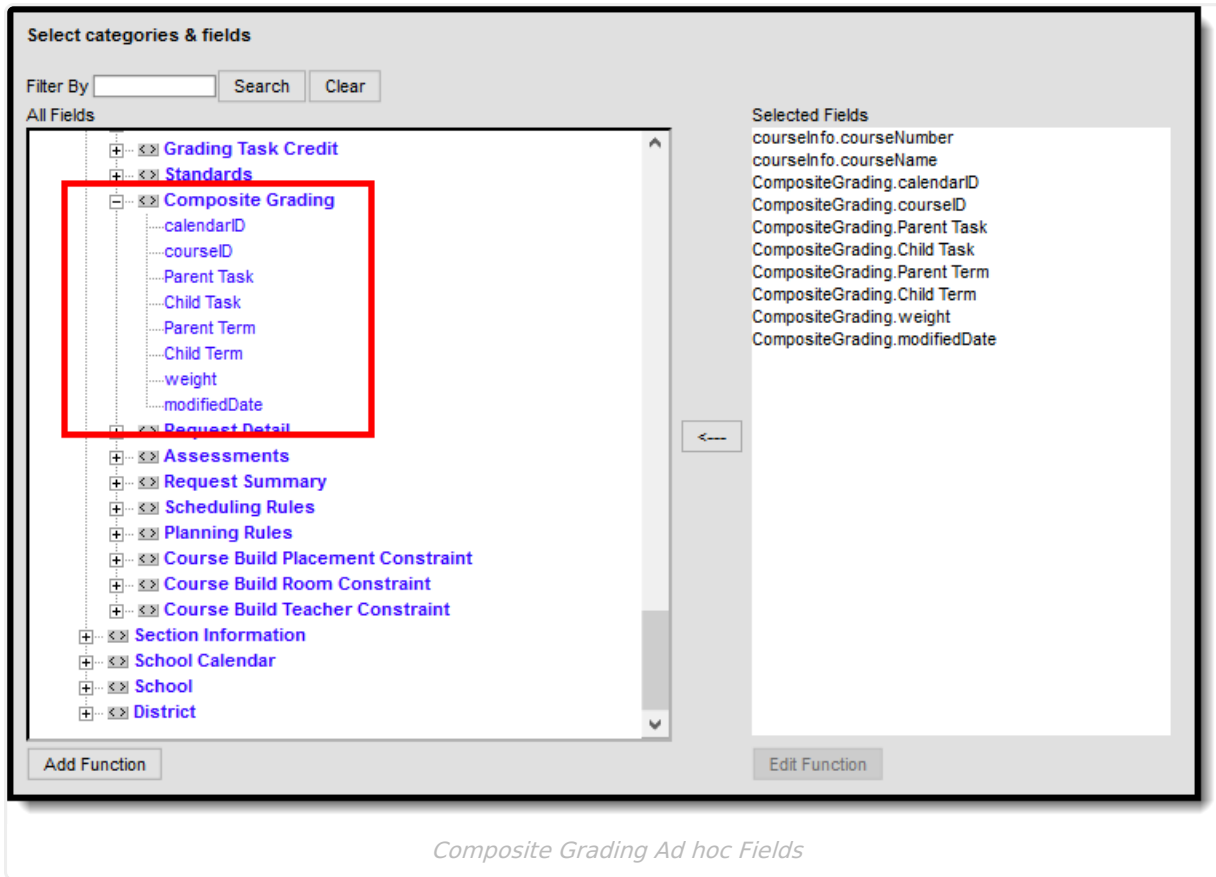 Select categories & fields
Filter By
Search
Clear
All Fields
Grading Task Credit
Standards
Composite Grading
calendarID
courseID
Parent Task
Child Task
Parent Term
Child Term
weight
modifiedDate
Request Detail
Assessments
Request Summary
Scheduling Rules
Planning Rules
Course Build Placement Constraint
Course Build Room Constraint
Course Build Teacher Constraint
Section Information
School Calendar
School
District
Add Function
<---
Selected Fields
courseInfo.courseNumber
courseInfo.courseName
CompositeGrading.calendarID
CompositeGrading.courseID
CompositeGrading.Parent Task
CompositeGrading.Child Task
CompositeGrading.Parent Term
CompositeGrading.Child Term
CompositeGrading.weight
CompositeGrading.modifiedDate
Edit Function
Composite Grading Ad hoc Fields